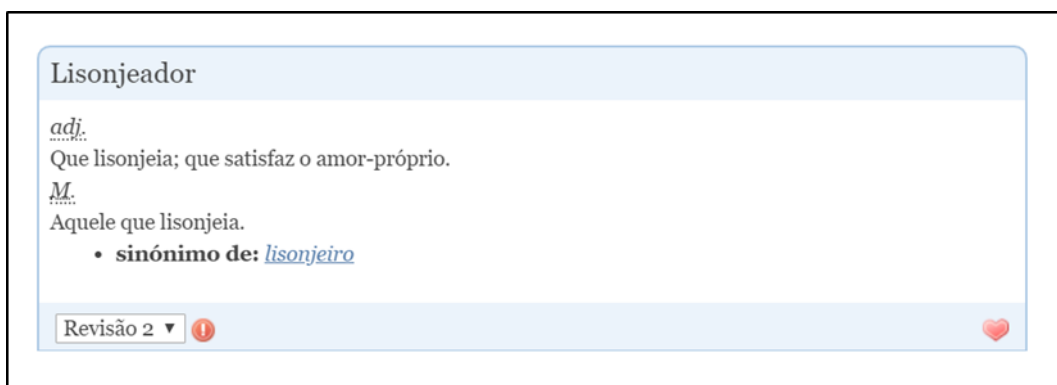 Lisonjeador
adj.
Que lisonjeia; que satisfaz o amor-próprio.
M.
Aquele que lisonjeia.
• sinónimo de: lisonjeiro
Revisão 2